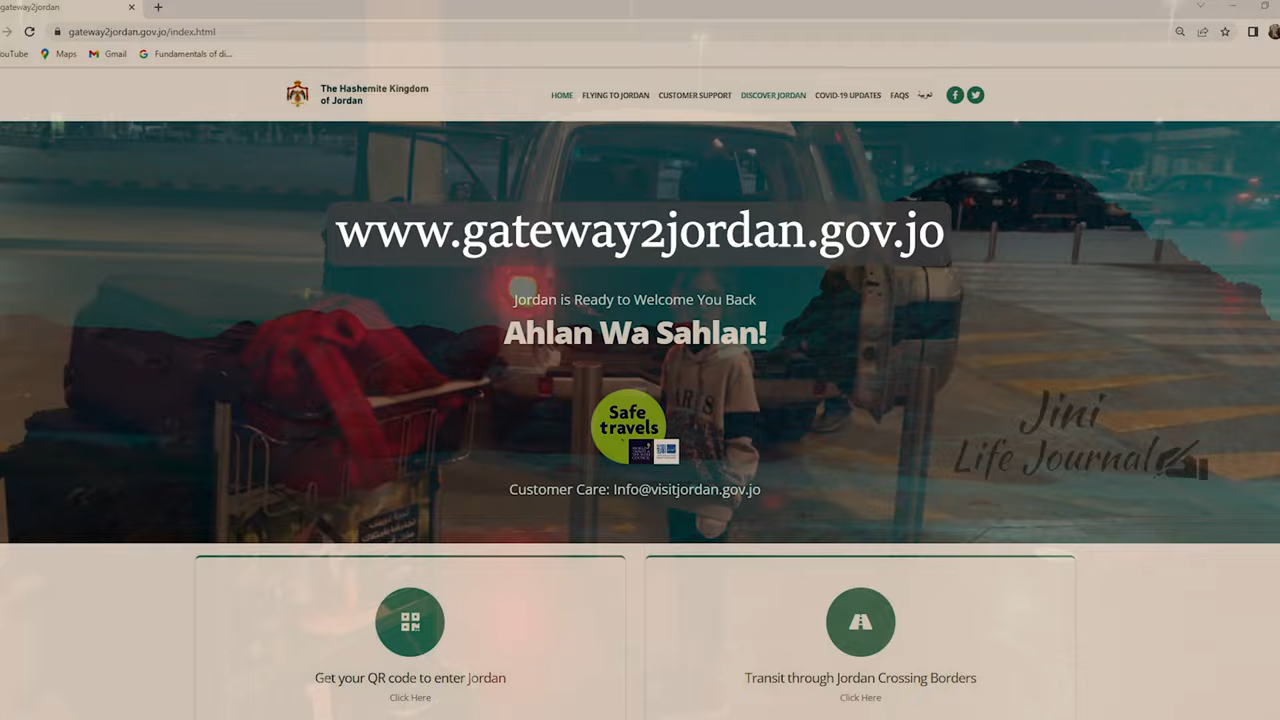 gateway2jordan
gateway2jordan.gov.jo/index.html
ouTube
Maps
Gmail
Fundamentals of di...
The Hashemite Kingdom
of Jordan
HOME
FLYING TO JORDAN
CUSTOMER SUPPORT
DISCOVER JORDAN
COVID-19 UPDATES
FAQS
العربية
www.gateway2jordan.gov.jo
Jordan is Ready to Welcome You Back
Ahlan Wa Sahlan!
PARIS
Safe
travels
Jini
Life Journal
Customer Care: Info@visitjordan.gov.jo
Get your QR code to enter Jordan
Click Here
Transit through Jordan Crossing Borders
Click Here